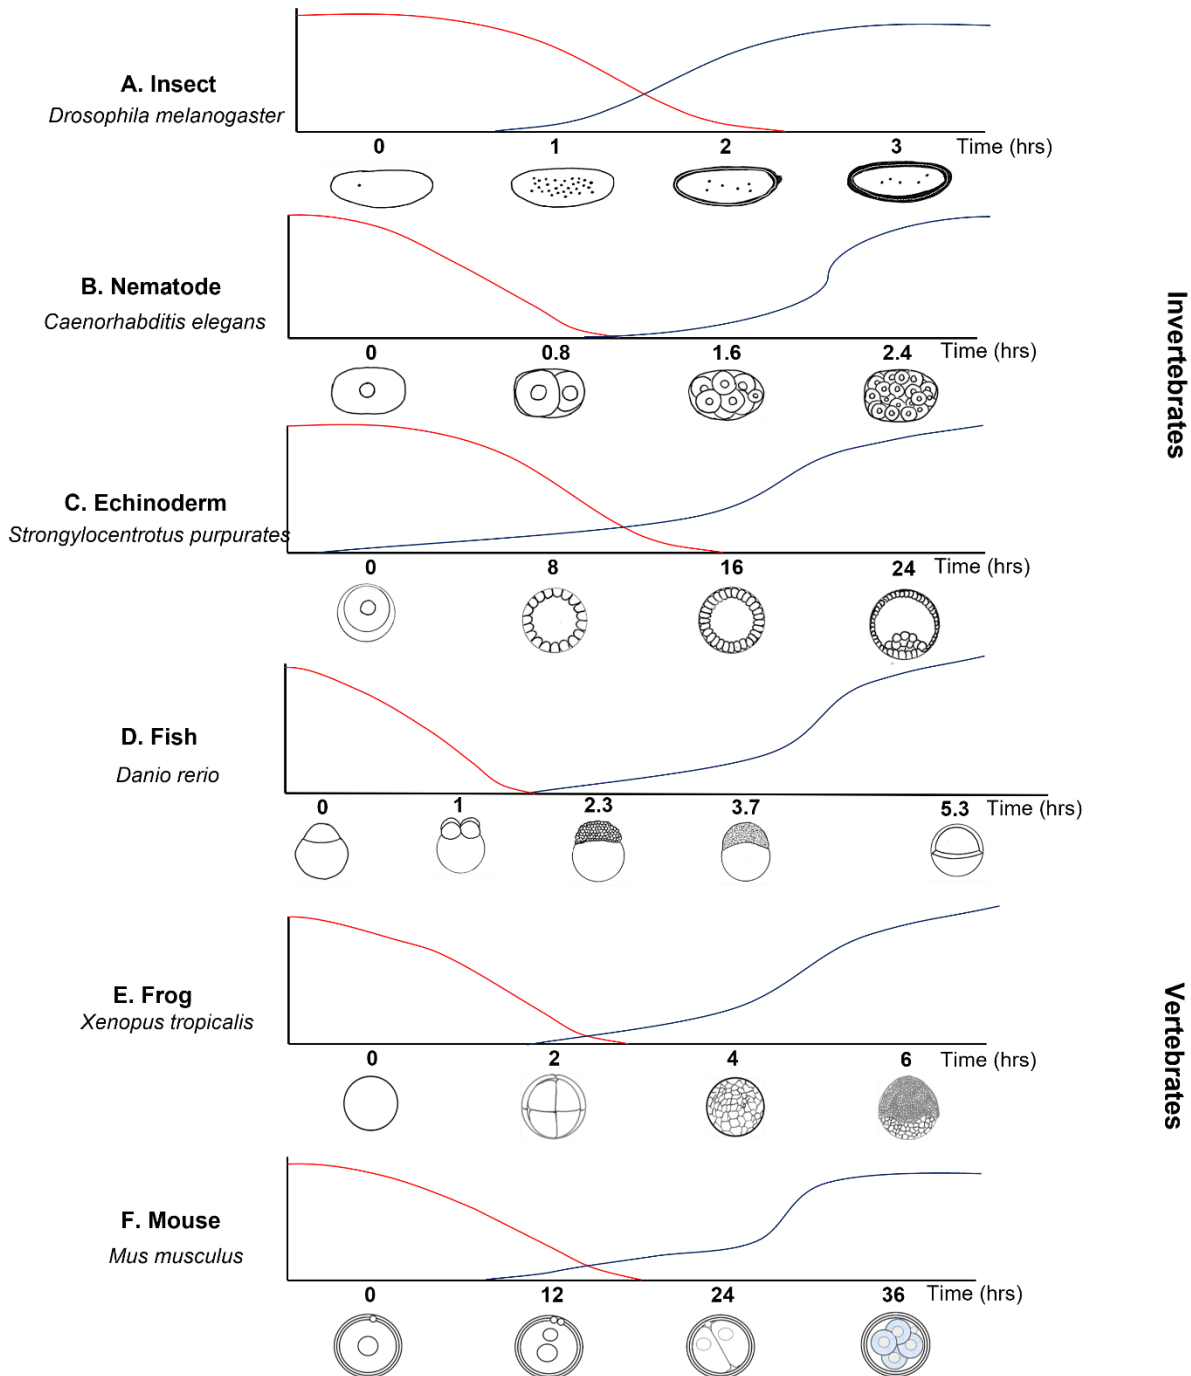 A. Insect
Drosophila melanogaster
0 1 2 3 Time (hrs)
B. Nematode
Caenorhabditis elegans
0 0.8 1.6 2.4 Time (hrs)
Invertebrates
C. Echinoderm
Strongylocentrotus purpurates
0 8 16 24 Time (hrs)
D. Fish
Danio rerio
0 1 2.3 3.7 5.3 Time (hrs)
E. Frog
Xenopus tropicalis
0 2 4 6 Time (hrs)
Vertebrates
F. Mouse
Mus musculus
0 12 24 36 Time (hrs)